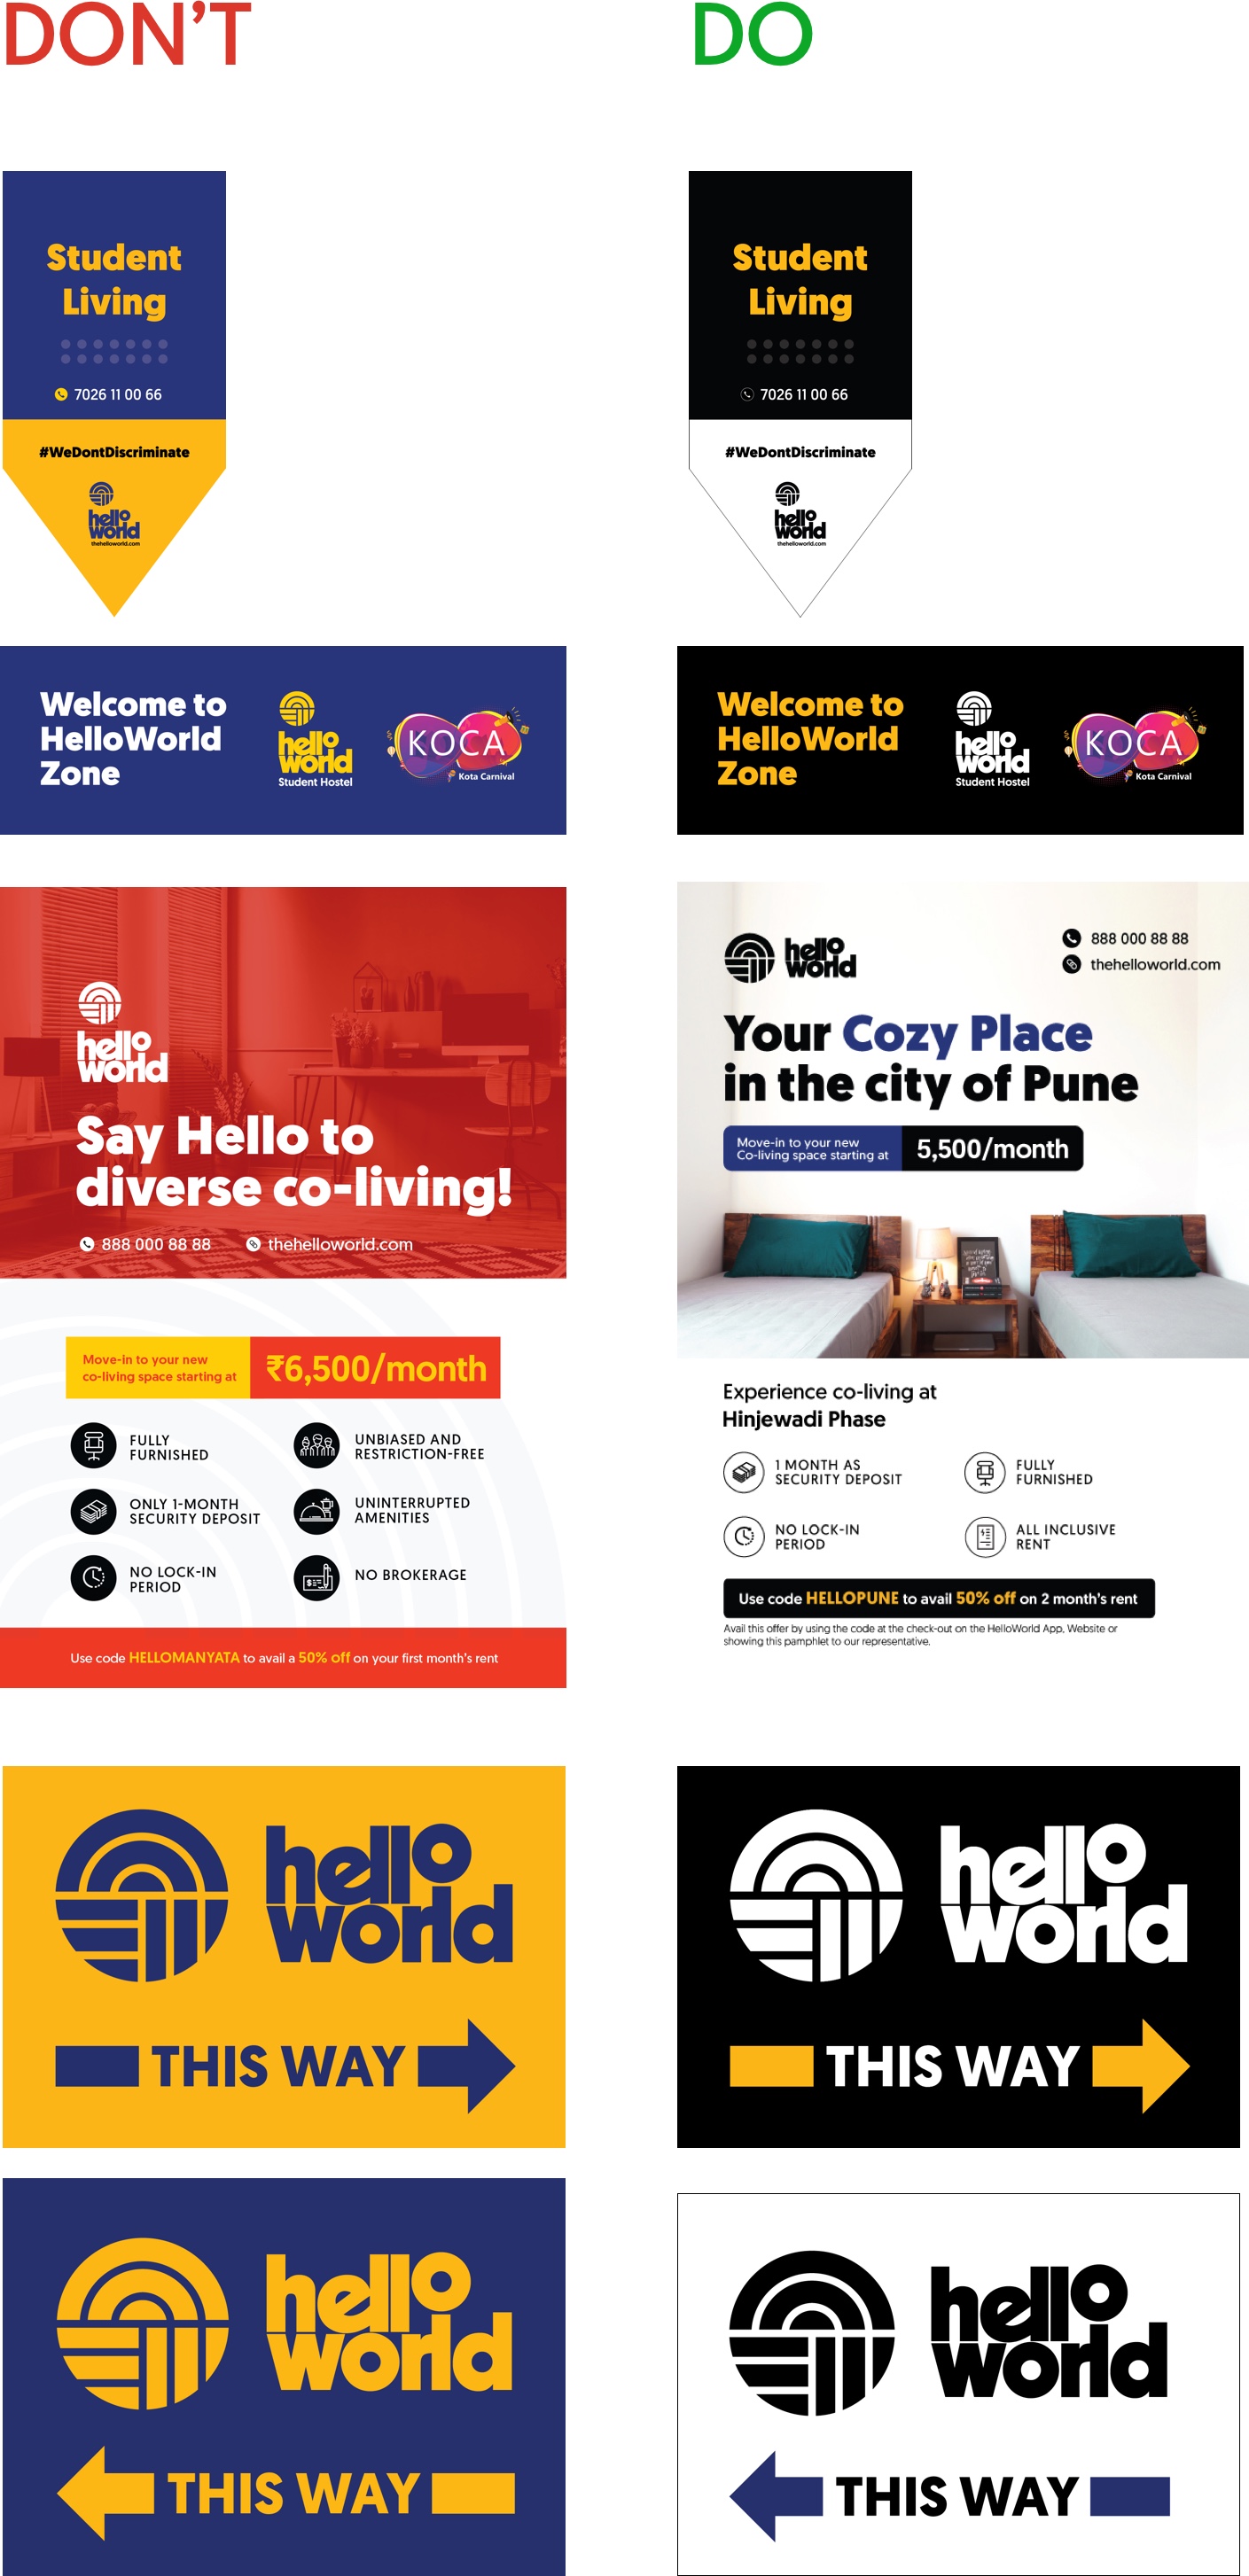 DON'T
DO
Student
Living
7026 11 00 66
#WeDontDiscriminate
hello
world
thehelloworld.com
Student
Living
7026 11 00 66
#WeDontDiscriminate
hello
world
thehelloworld.com
Welcome to
HelloWorld
Zone
hello
world
Student Hostel
KOCA
Kota Carnival
Welcome to
HelloWorld
Zone
hello
world
Student Hostel
KOCA
Kota Carnival
hello
world
Say Hello to
diverse co-living!
888 000 88 88
thehelloworld.com
Move-in to your new
co-living space starting at
₹6,500/month
FULLY
FURNISHED
UNBIASED AND
RESTRICTION-FREE
ONLY 1-MONTH
SECURITY DEPOSIT
UNINTERRUPTED
AMENITIES
NO LOCK-IN
PERIOD
NO BROKERAGE
Use code HELLOMANYATA to avail a 50% off on your first month's rent
hello
world
888 000 88 88
thehelloworld.com
Your Cozy Place
in the city of Pune
Move-in to your new
Co-living space starting at
5,500/month
Experience co-living at
Hinjewadi Phase
1 MONTH AS
SECURITY DEPOSIT
FULLY
FURNISHED
NO LOCK-IN
PERIOD
ALL INCLUSIVE
RENT
Use code HELLOPUNE to avail 50% off on 2 month's rent
Avail this offer by using the code at the check-out on the HelloWorld App, Website or
showing this pamphlet to our representative.
hello
world
THIS WAY
hello
world
THIS WAY
hello
world
THIS WAY
hello
world
THIS WAY